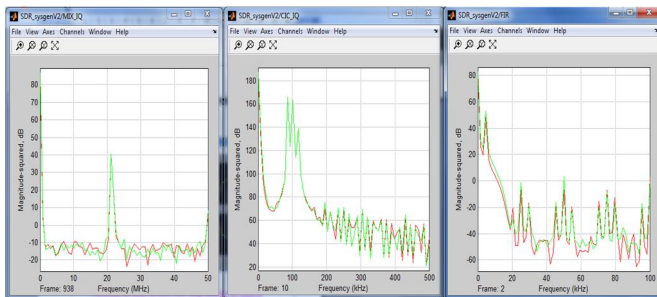 SDR_sysgenV2/MIX_IQ
File View Axes Channels Window Help
Magnitude-squared, dB
80
70
60
50
40
30
20
10
0
-10
-20
0 10 20 30 40 50
Frame: 938 Frequency (MHz)
SDR_sysgenV2/CIC_IQ
File View Axes Channels Window Help
Magnitude-squared, dB
180
160
140
120
100
80
60
40
20
0 100 200 300 400 500
Frame: 10 Frequency (kHz)
SDR_sysgenV2/FIR
File View Axes Channels Window Help
Magnitude-squared, dB
80
60
40
20
0
-20
-40
-60
0 20 40 60 80 100
Frame: 2 Frequency (kHz)